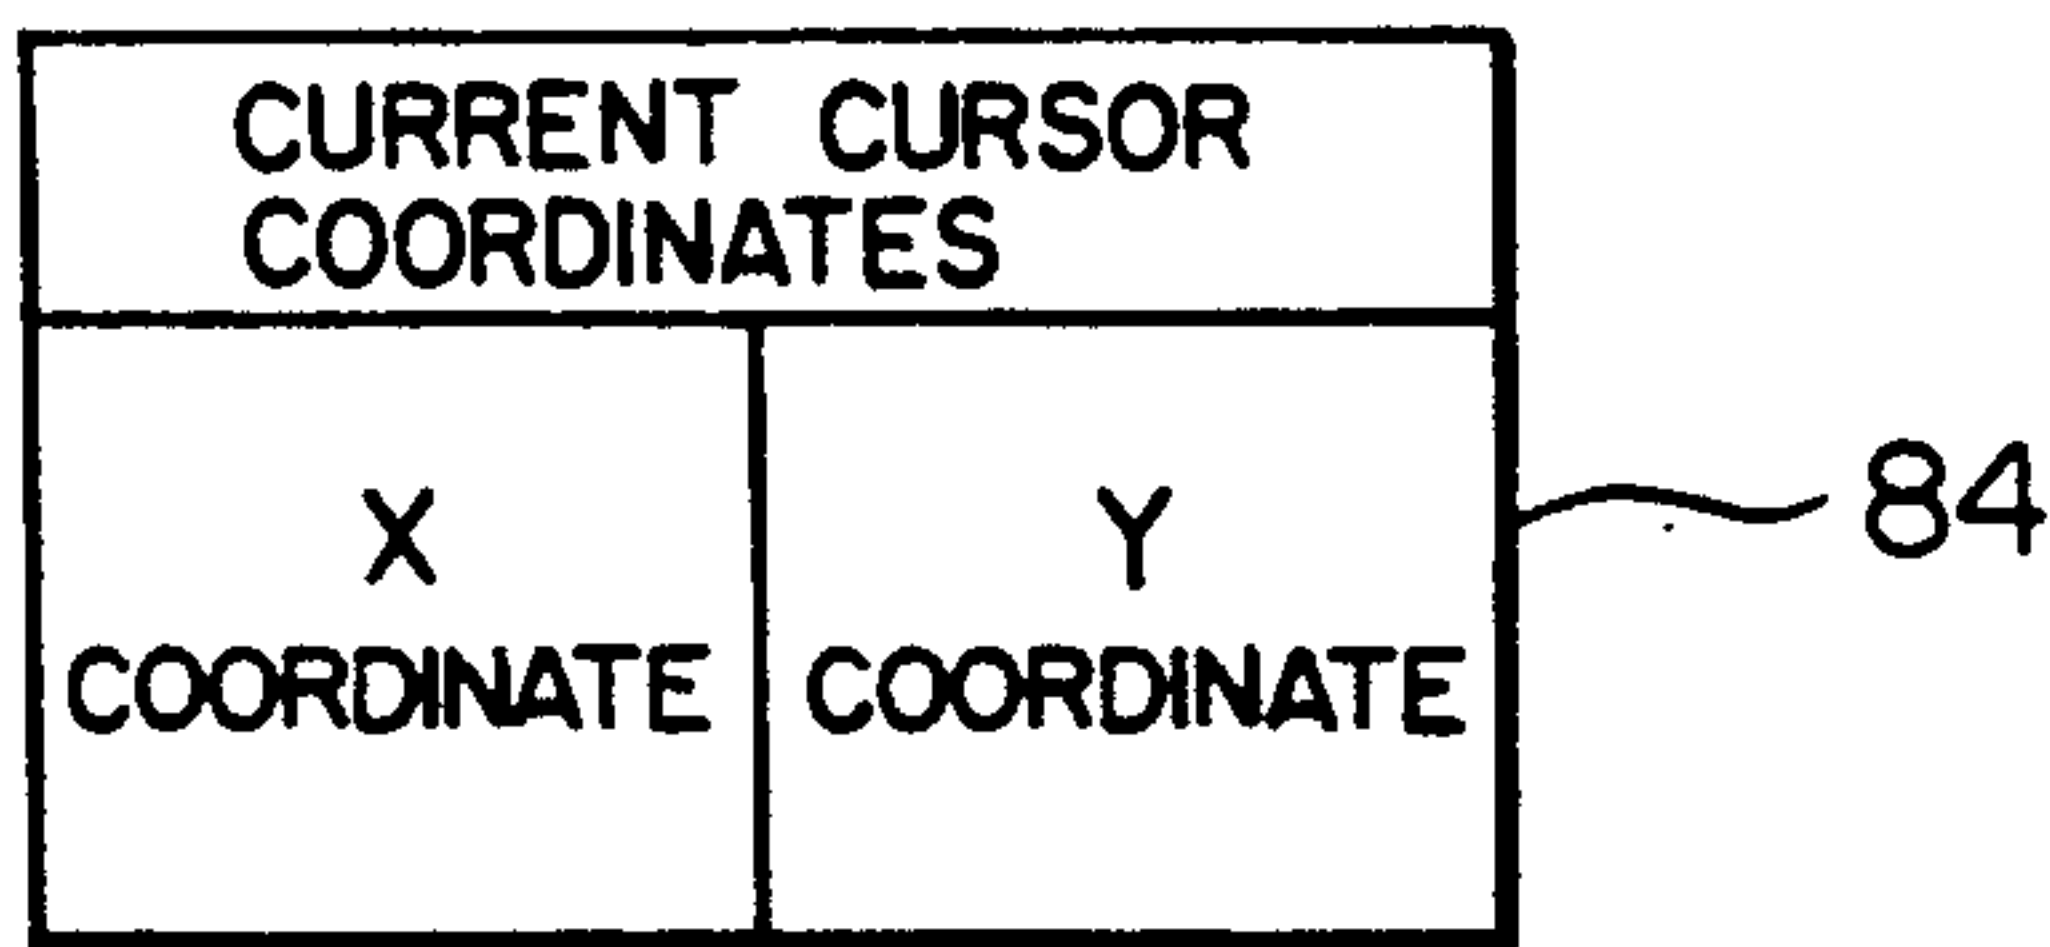 CURRENT CURSOR
COORDINATES
X
COORDINATE
Y
COORDINATE
84